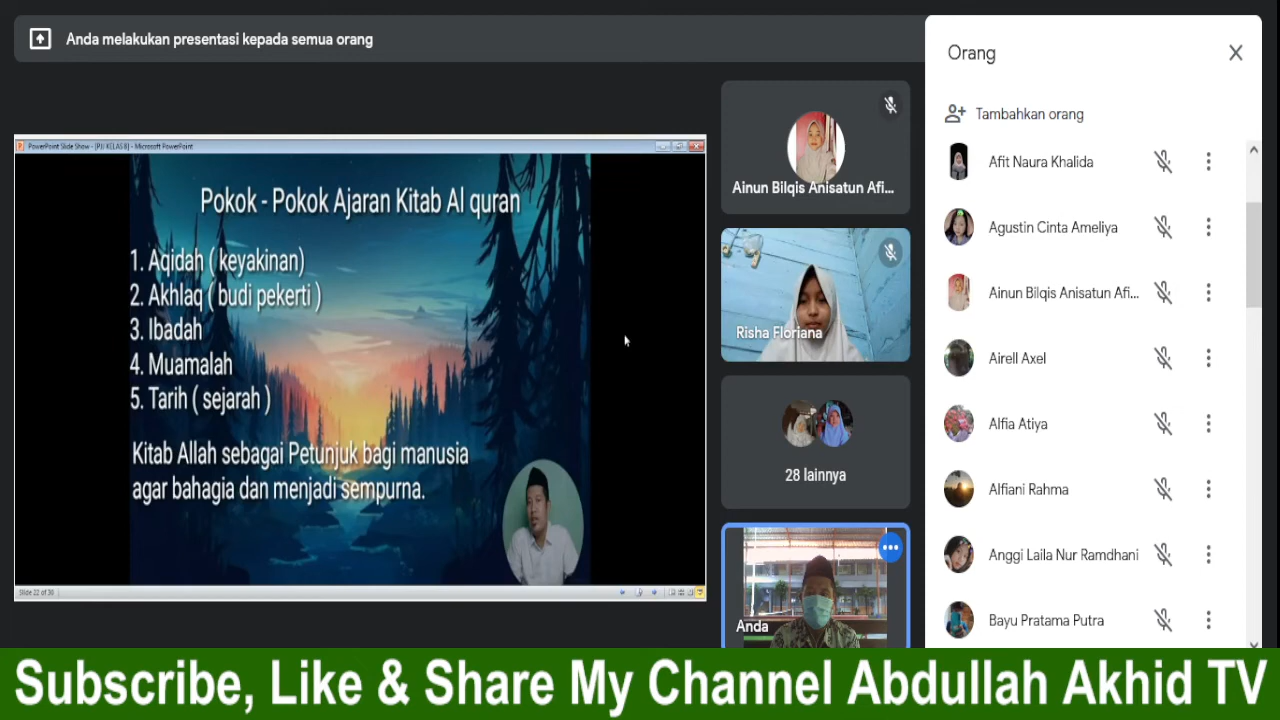 Anda melakukan presentasi kepada semua orang
PowerPoint Slide Show - [PJJ KELAS 8] - Microsoft PowerPoint
Pokok - Pokok Ajaran Kitab Al quran
1. Aqidah ( keyakinan)
2. Akhlaq ( budi pekerti )
3. Ibadah
4. Muamalah
5. Tarih ( sejarah )
Kitab Allah sebagai Petunjuk bagi manusia
agar bahagia dan menjadi sempurna.
Slide 22 of 30
Ainun Bilqis Anisatun Afi...
Risha Floriana
28 lainnya
Anda
Orang
Tambahkan orang
Afit Naura Khalida
Agustin Cinta Ameliya
Ainun Bilqis Anisatun Afi...
Airell Axel
Alfia Atiya
Alfiani Rahma
Anggi Laila Nur Ramdhani
Bayu Pratama Putra
Subscribe, Like & Share My Channel Abdullah Akhid TV